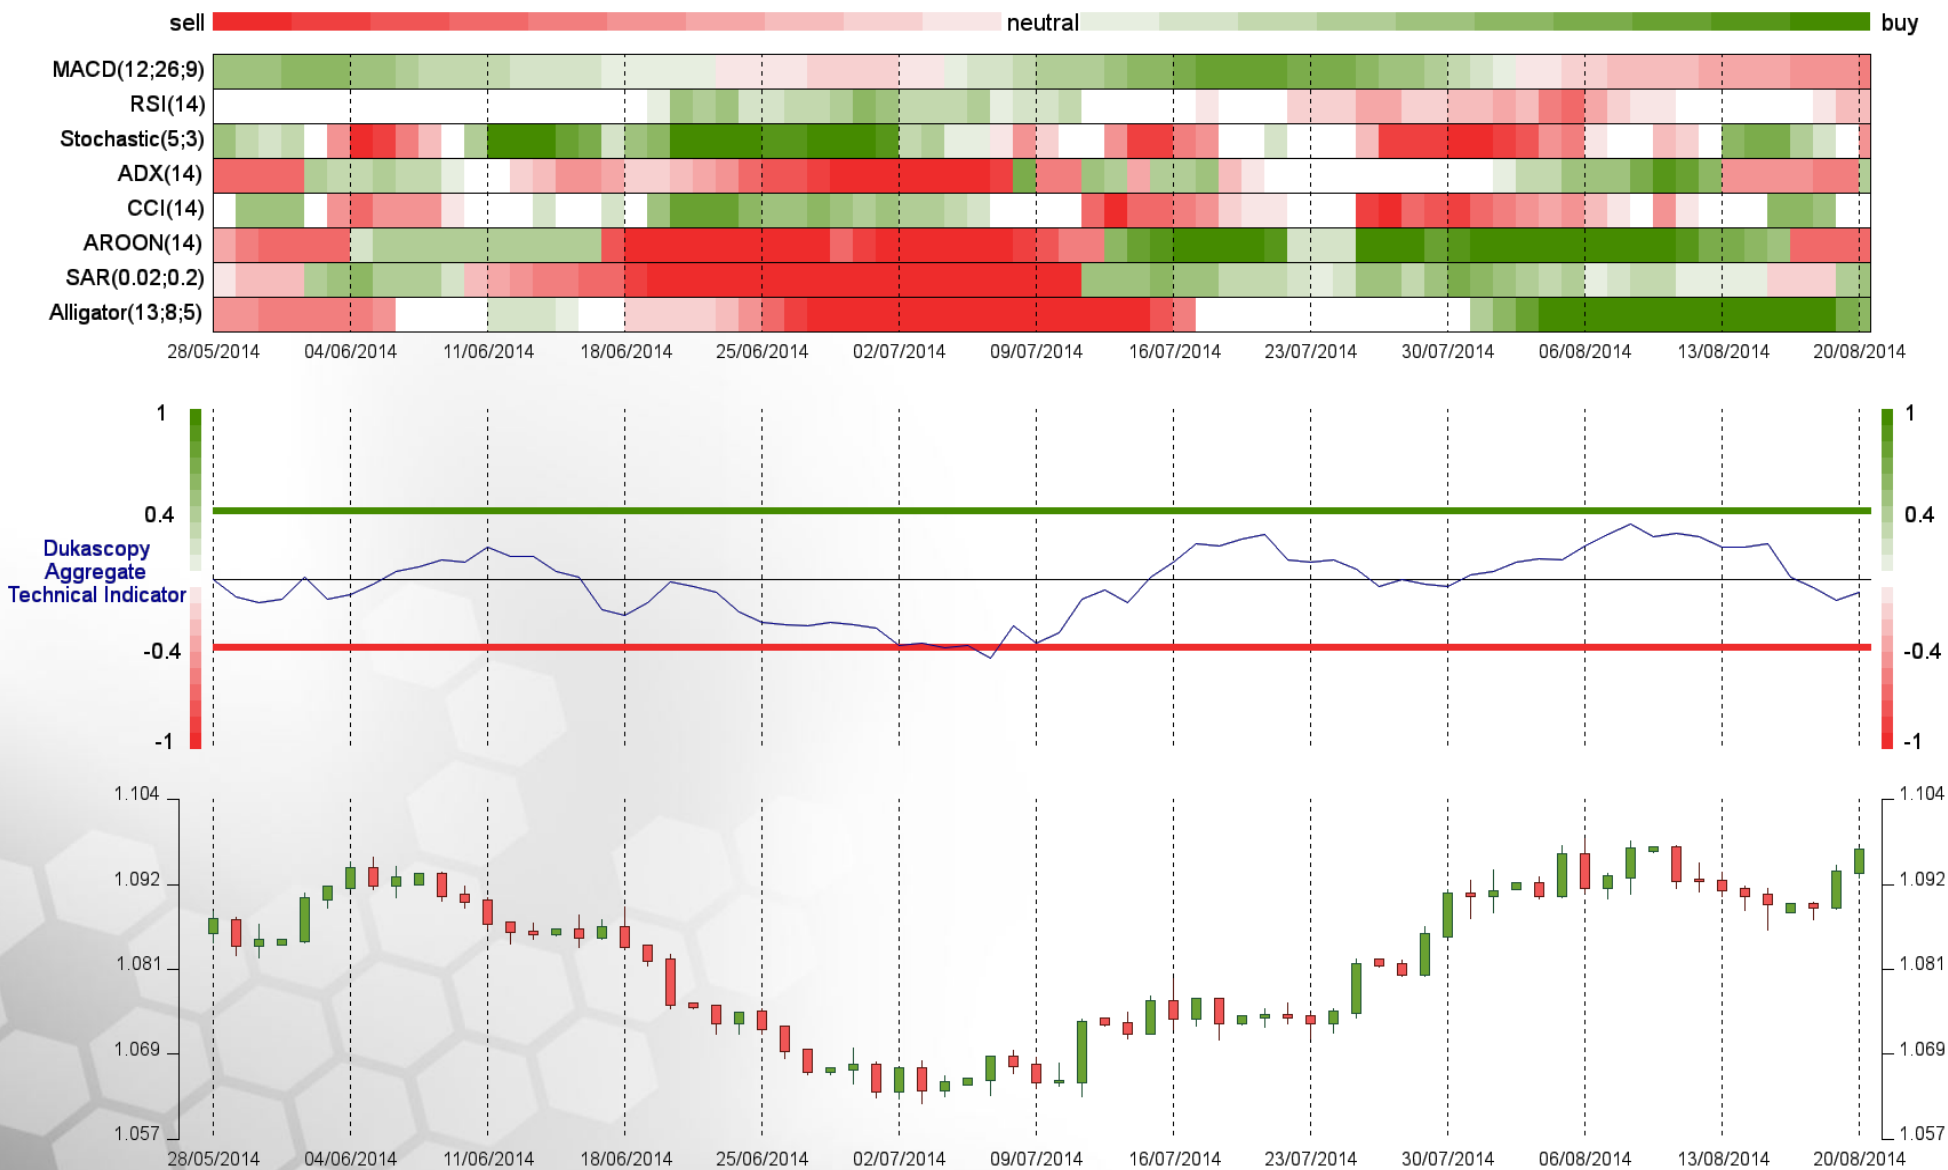 sell neutral buy
MACD(12;26;9)
RSI(14)
Stochastic(5;3)
ADX(14)
CCI(14)
AROON(14)
SAR(0.02;0.2)
Alligator(13;8;5)
28/05/2014 04/06/2014 11/06/2014 18/06/2014 25/06/2014 02/07/2014 09/07/2014 16/07/2014 23/07/2014 30/07/2014 06/08/2014 13/08/2014 20/08/2014
1 1
0.4 0.4
Dukascopy
Aggregate
Technical Indicator
-0.4 -0.4
-1 -1
1.104 1.104
1.092 1.092
1.081 1.081
1.069 1.069
1.057 1.057
28/05/2014 04/06/2014 11/06/2014 18/06/2014 25/06/2014 02/07/2014 09/07/2014 16/07/2014 23/07/2014 30/07/2014 06/08/2014 13/08/2014 20/08/2014